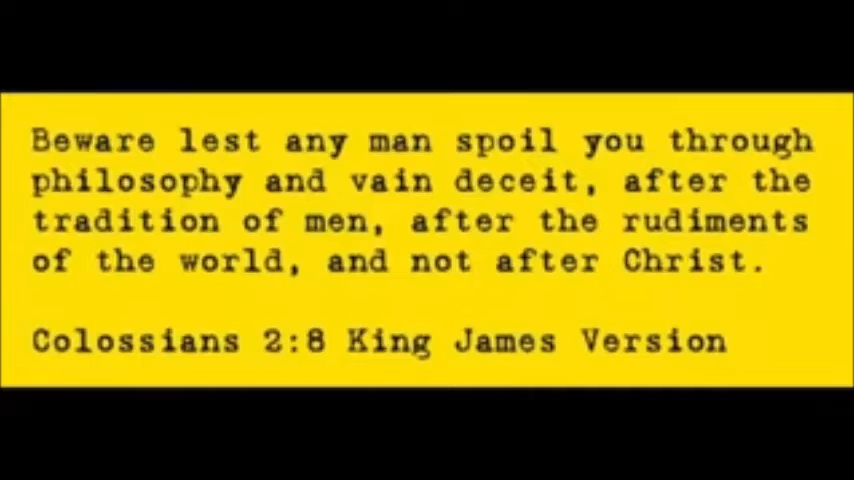 Beware lest any man spoil you through
philosophy and vain deceit, after the
tradition of men, after the rudiments
of the world, and not after Christ.
Colossians 2:8 King James Version